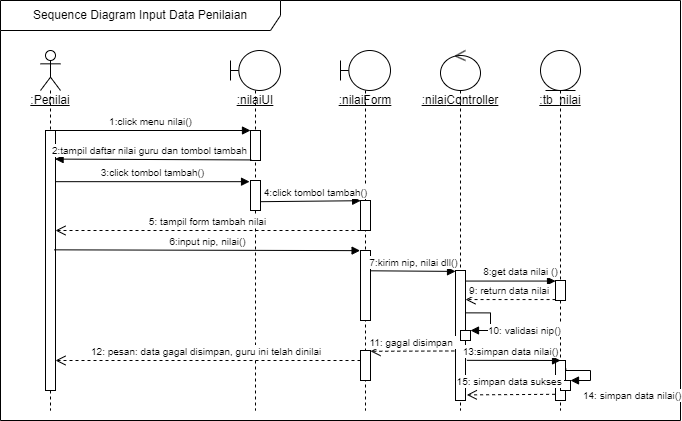 Sequence Diagram Input Data Penilaian
:Penilai
:nilaiUI
:nilaiForm
:nilaiController
:tb_nilai
1:click menu nilai()
2:tampil daftar nilai guru dan tombol tambah
3:click tombol tambah()
4:click tombol tambah()
5: tampil form tambah nilai
6:input nip, nilai()
7:kirim nip, nilai dll()
8:get data nilai ()
9: return data nilai
10: validasi nip()
11: gagal disimpan
12: pesan: data gagal disimpan, guru ini telah dinilai
13:simpan data nilai()
15: simpan data sukses
14: simpan data nilai()